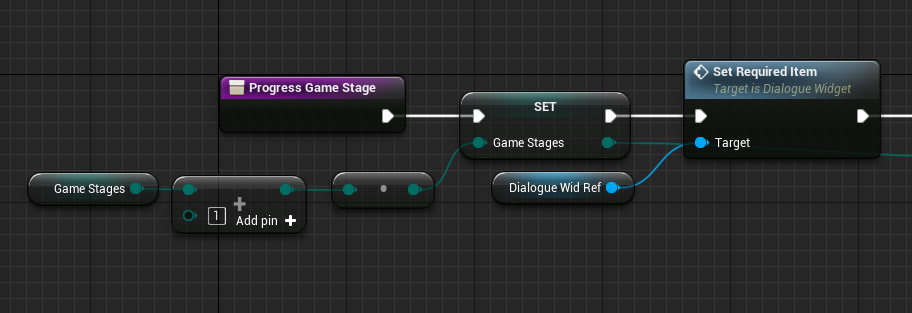 Progress Game Stage
SET
Game Stages
Set Required Item
Target is Dialogue Widget
Target
Game Stages
1
Add pin
Dialogue Wid Ref